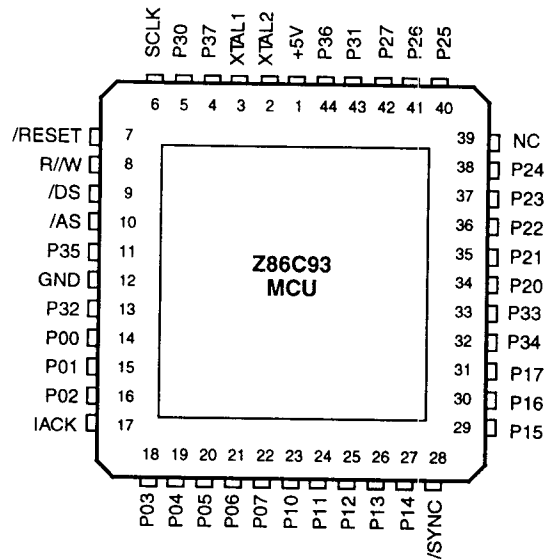 SCLK P30 P37 XTAL1 XTAL2 +5V P36 P31 P27 P26 P25
6 5 4 3 2 1 44 43 42 41 40
/RESET 7 39 NC
R//W 8 38 P24
/DS 9 37 P23
/AS 10 36 P22
P35 11 35 P21
GND 12 34 P20
P32 13 33 P33
P00 14 32 P34
P01 15 31 P17
P02 16 30 P16
IACK 17 29 P15
Z86C93
MCU
18 19 20 21 22 23 24 25 26 27 28
P03 P04 P05 P06 P07 P10 P11 P12 P13 P14 /SYNC